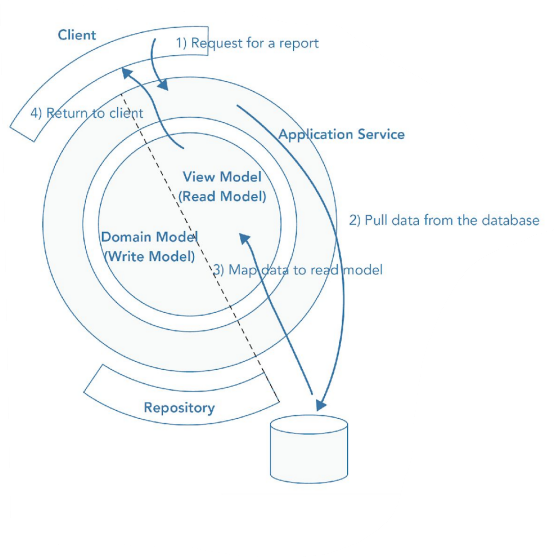 Client
1) Request for a report
4) Return to client
Application Service
View Model
(Read Model)
2) Pull data from the database
Domain Model
(Write Model)
3) Map data to read model
Repository